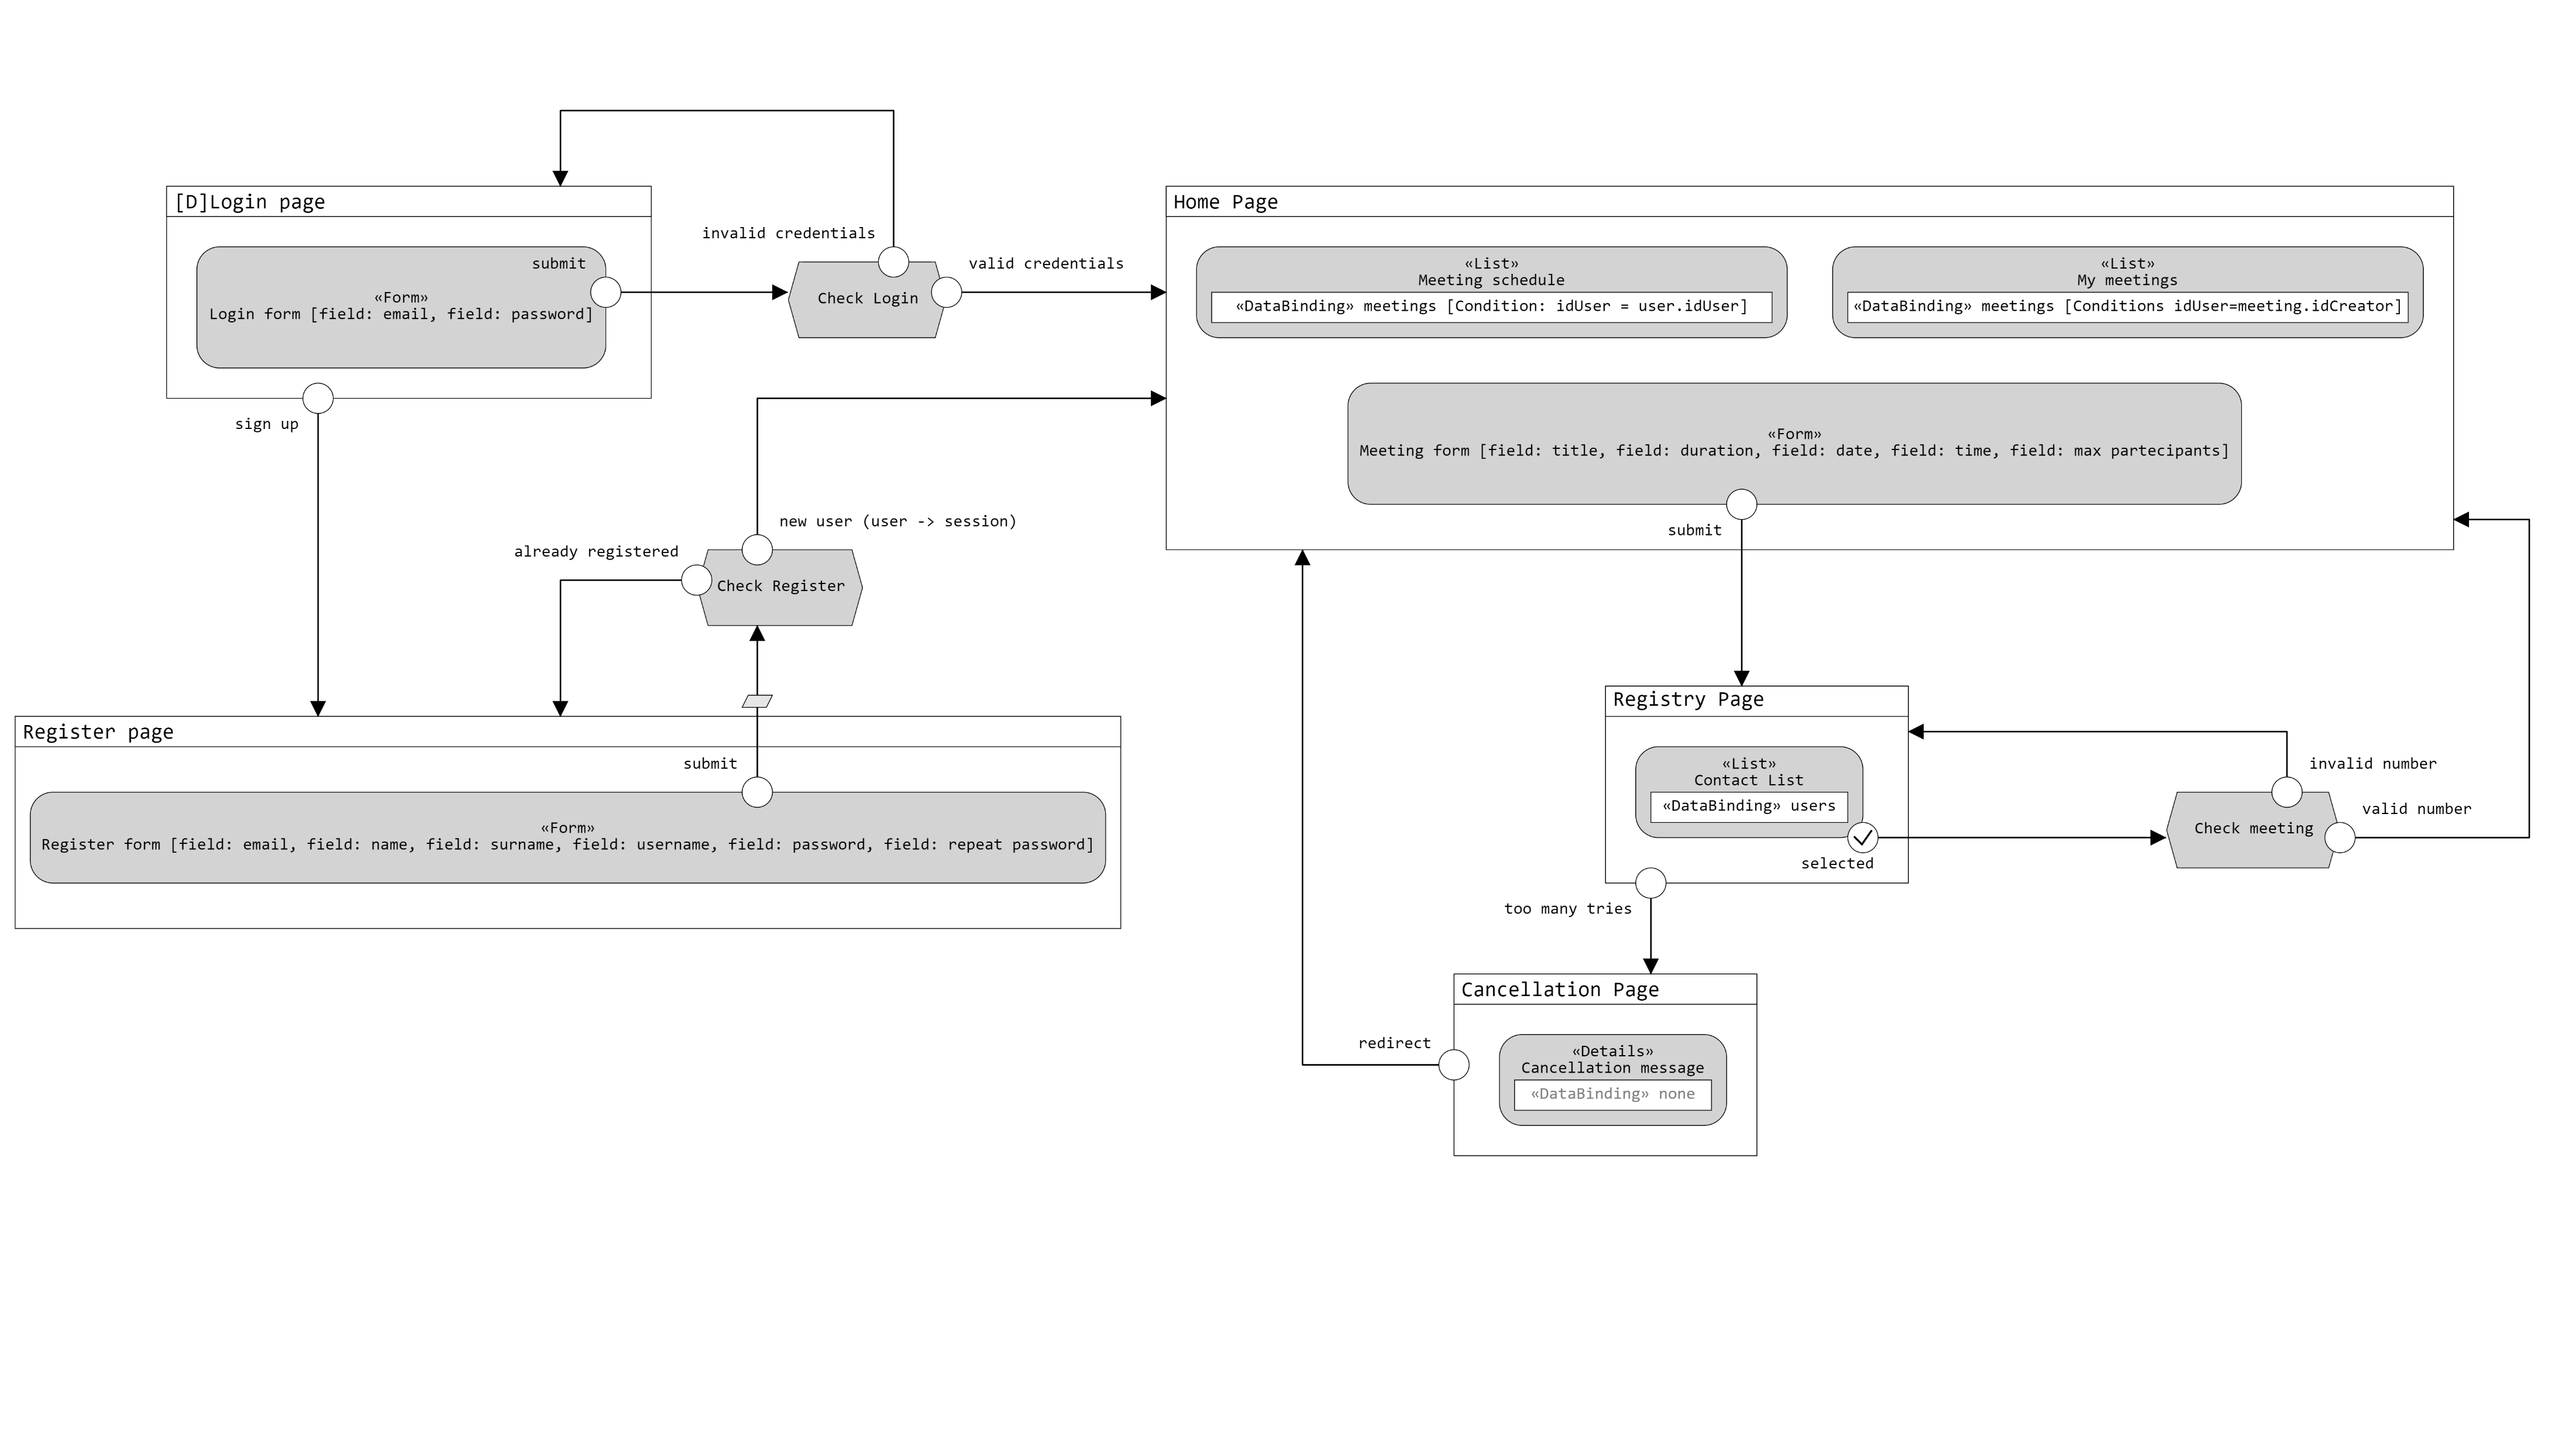 [D]Login page
submit
«Form»
Login form [field: email, field: password]
sign up
invalid credentials
valid credentials
Check Login
Home Page
«List»
Meeting schedule
«DataBinding» meetings [Condition: idUser = user.idUser]
«List»
My meetings
«DataBinding» meetings [Conditions idUser=meeting.idCreator]
«Form»
Meeting form [field: title, field: duration, field: date, field: time, field: max partecipants]
submit
new user (user -> session)
already registered
Check Register
Register page
submit
«Form»
Register form [field: email, field: name, field: surname, field: username, field: password, field: repeat password]
Registry Page
«List»
Contact List
«DataBinding» users
selected
too many tries
invalid number
valid number
Check meeting
Cancellation Page
redirect
«Details»
Cancellation message
«DataBinding» none